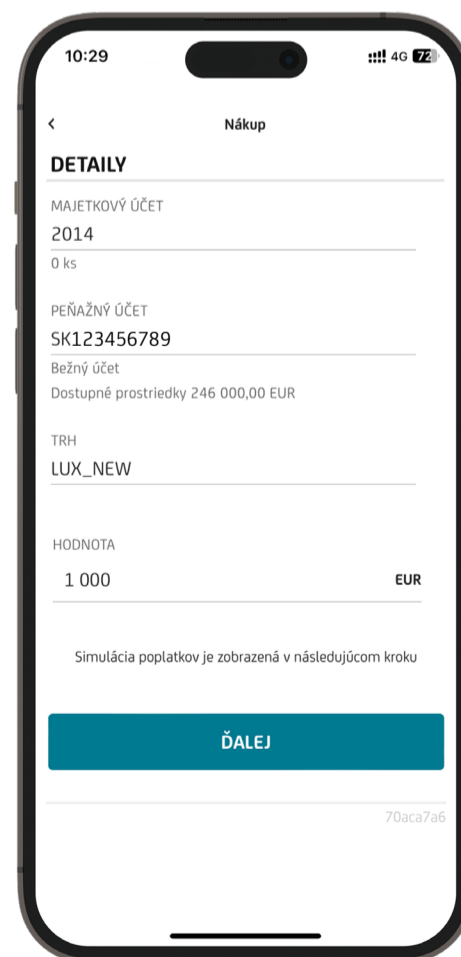 10:29
4G 72
Nákup
DETAILY
MAJETKOVÝ ÚČET
2014
0 ks
PEŇAŽNÝ ÚČET
SK123456789
Bežný účet
Dostupné prostriedky 246 000,00 EUR
TRH
LUX_NEW
HODNOTA
1 000 EUR
Simulácia poplatkov je zobrazená v následujúcom kroku
ĎALEJ
70aca7a6